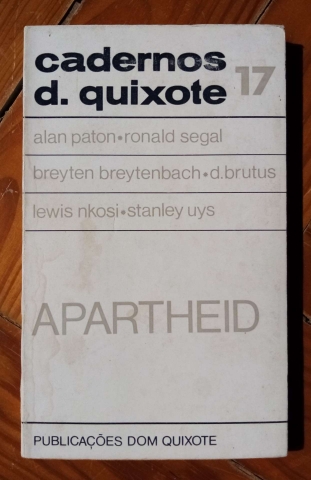 cadernos
d. quixote 17
alan paton•ronald segal
breyten breytenbach•d.brutus
lewis nkosi•stanley uys
APARTHEID
PUBLICAÇÕES DOM QUIXOTE